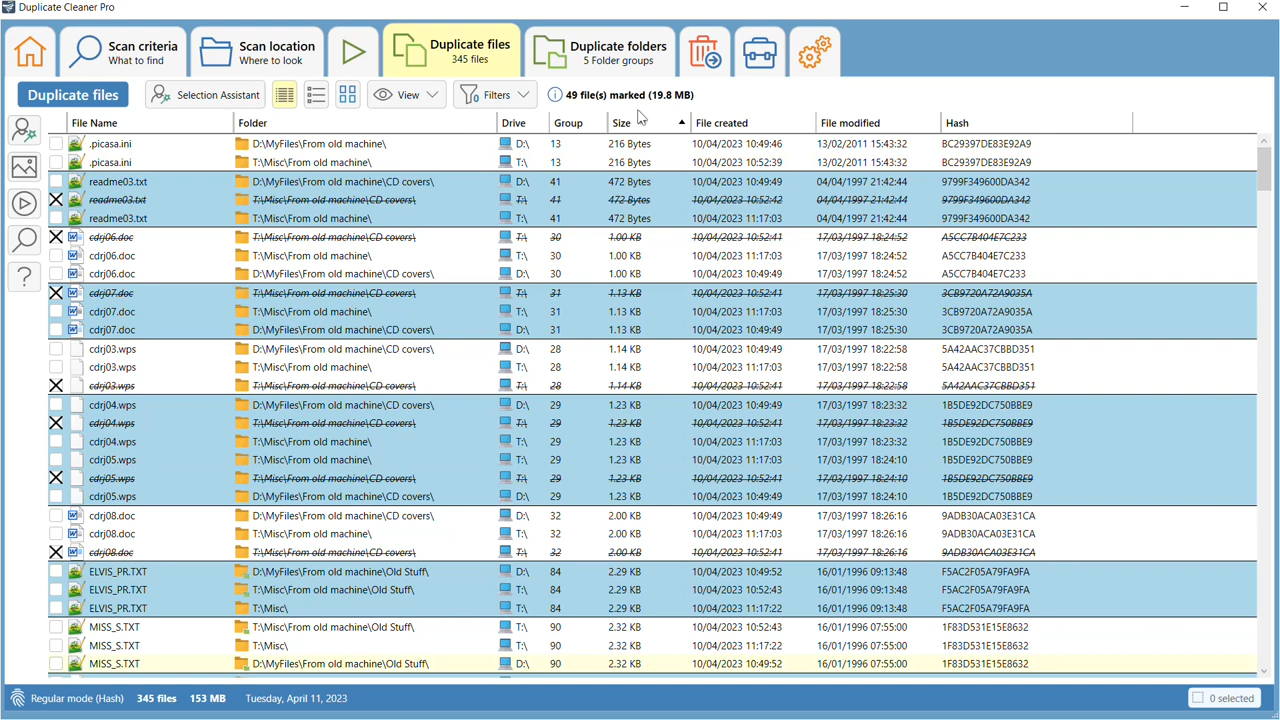 Duplicate Cleaner Pro
Scan criteria
What to find
Scan location
Where to look
Duplicate files
345 files
Duplicate folders
5 Folder groups
Duplicate files
Selection Assistant
View
Filters
49 file(s) marked (19.8 MB)
File Name Folder Drive Group Size File created File modified Hash
.picasa.ini D:\MyFiles\From old machine\ D:\ 13 216 Bytes 10/04/2023 10:49:46 13/02/2011 15:43:32 BC29397DE83E92A9
.picasa.ini T:\Misc\From old machine\ T:\ 13 216 Bytes 10/04/2023 10:52:39 13/02/2011 15:43:32 BC29397DE83E92A9
readme03.txt D:\MyFiles\From old machine\CD covers\ D:\ 41 472 Bytes 10/04/2023 10:49:49 04/04/1997 21:42:44 9799F349600DA342
readme03.txt T:\Misc\From old machine\CD covers\ T:\ 41 472 Bytes 10/04/2023 10:52:42 04/04/1997 21:42:44 9799F349600DA342
readme03.txt T:\Misc\From old machine\ T:\ 41 472 Bytes 10/04/2023 11:17:03 04/04/1997 21:42:44 9799F349600DA342
cdrj06.doc T:\Misc\From old machine\CD covers\ T:\ 30 1.00 KB 10/04/2023 10:52:41 17/03/1997 18:24:52 A5CC7B404E7C233
cdrj06.doc T:\Misc\From old machine\ T:\ 30 1.00 KB 10/04/2023 11:17:03 17/03/1997 18:24:52 A5CC7B404E7C233
cdrj06.doc D:\MyFiles\From old machine\CD covers\ D:\ 30 1.00 KB 10/04/2023 10:49:49 17/03/1997 18:24:52 A5CC7B404E7C233
cdrj07.doc T:\Misc\From old machine\CD covers\ T:\ 31 1.13 KB 10/04/2023 10:52:41 17/03/1997 18:25:30 3CB9720A72A9035A
cdrj07.doc T:\Misc\From old machine\ T:\ 31 1.13 KB 10/04/2023 11:17:03 17/03/1997 18:25:30 3CB9720A72A9035A
cdrj07.doc D:\MyFiles\From old machine\CD covers\ D:\ 31 1.13 KB 10/04/2023 10:49:49 17/03/1997 18:25:30 3CB9720A72A9035A
cdrj03.wps D:\MyFiles\From old machine\CD covers\ D:\ 28 1.14 KB 10/04/2023 10:49:49 17/03/1997 18:22:58 5A42AAC37CBBD351
cdrj03.wps T:\Misc\From old machine\ T:\ 28 1.14 KB 10/04/2023 11:17:03 17/03/1997 18:22:58 5A42AAC37CBBD351
cdrj03.wps T:\Misc\From old machine\CD covers\ T:\ 28 1.14 KB 10/04/2023 10:52:41 17/03/1997 18:22:58 5A42AAC37CBBD351
cdrj04.wps D:\MyFiles\From old machine\CD covers\ D:\ 29 1.23 KB 10/04/2023 10:49:49 17/03/1997 18:23:32 1B5DE92DC750BBE9
cdrj04.wps T:\Misc\From old machine\CD covers\ T:\ 29 1.23 KB 10/04/2023 10:52:41 17/03/1997 18:23:32 1B5DE92DC750BBE9
cdrj04.wps T:\Misc\From old machine\ T:\ 29 1.23 KB 10/04/2023 11:17:03 17/03/1997 18:23:32 1B5DE92DC750BBE9
cdrj05.wps T:\Misc\From old machine\ T:\ 29 1.23 KB 10/04/2023 11:17:03 17/03/1997 18:24:10 1B5DE92DC750BBE9
cdrj05.wps T:\Misc\From old machine\CD covers\ T:\ 29 1.23 KB 10/04/2023 10:52:41 17/03/1997 18:24:10 1B5DE92DC750BBE9
cdrj05.wps D:\MyFiles\From old machine\CD covers\ D:\ 29 1.23 KB 10/04/2023 10:49:49 17/03/1997 18:24:10 1B5DE92DC750BBE9
cdrj08.doc D:\MyFiles\From old machine\CD covers\ D:\ 32 2.00 KB 10/04/2023 10:49:49 17/03/1997 18:26:16 9ADB30ACA03E31CA
cdrj08.doc T:\Misc\From old machine\ T:\ 32 2.00 KB 10/04/2023 11:17:03 17/03/1997 18:26:16 9ADB30ACA03E31CA
cdrj08.doc T:\Misc\From old machine\CD covers\ T:\ 32 2.00 KB 10/04/2023 10:52:41 17/03/1997 18:26:16 9ADB30ACA03E31CA
ELVIS_PR.TXT D:\MyFiles\From old machine\Old Stuff\ D:\ 84 2.29 KB 10/04/2023 10:49:52 16/01/1996 09:13:48 F5AC2F05A79FA9FA
ELVIS_PR.TXT T:\Misc\From old machine\Old Stuff\ T:\ 84 2.29 KB 10/04/2023 10:52:43 16/01/1996 09:13:48 F5AC2F05A79FA9FA
ELVIS_PR.TXT T:\Misc\ T:\ 84 2.29 KB 10/04/2023 11:17:22 16/01/1996 09:13:48 F5AC2F05A79FA9FA
MISS_S.TXT T:\Misc\From old machine\Old Stuff\ T:\ 90 2.32 KB 10/04/2023 10:52:43 16/01/1996 07:55:00 1F83D531E15E8632
MISS_S.TXT T:\Misc\ T:\ 90 2.32 KB 10/04/2023 11:17:22 16/01/1996 07:55:00 1F83D531E15E8632
MISS_S.TXT D:\MyFiles\From old machine\Old Stuff\ D:\ 90 2.32 KB 10/04/2023 10:49:52 16/01/1996 07:55:00 1F83D531E15E8632
Regular mode (Hash) 345 files 153 MB Tuesday, April 11, 2023 0 selected